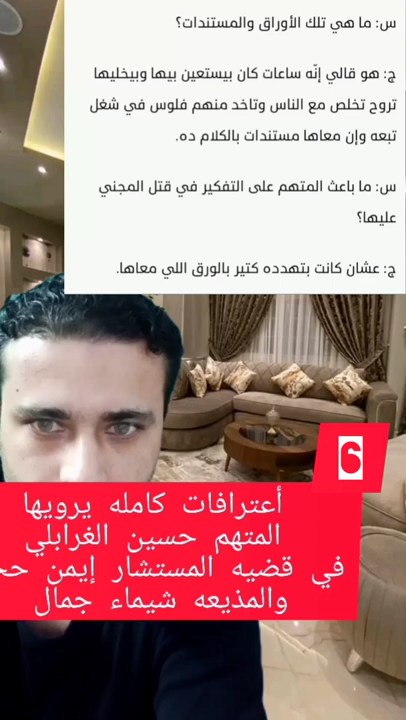 س: ما هي تلك الأوراق والمستندات؟
ج: هو قالي إنّه ساعات كان بيستعين بيها وبيخليها
تروح تخلص مع الناس وتاخد منهم فلوس في شغل
تبعه وإن معاها مستندات بالكلام ده.
س: ما باعث المتهم على التفكير في قتل المجني
عليها؟
ج: عشان كانت بتهدده كتير بالورق اللي معاها.
6
أعترافات كامله يرويها
المتهم حسين الغرابلي
في قضيه المستشار إيمن
والمذيعه شيماء جمال